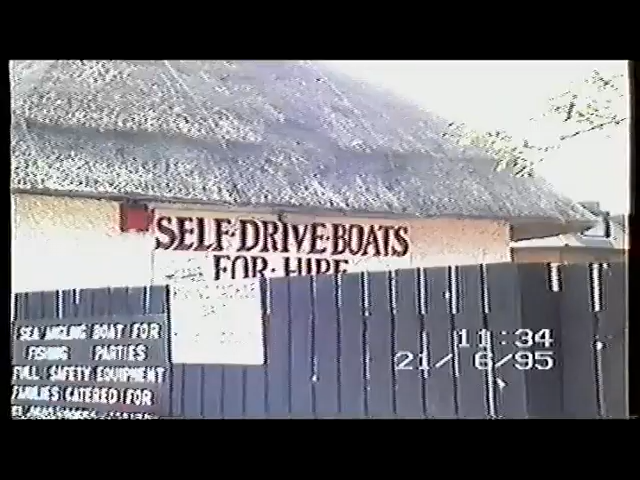 SELF-DRIVE-BOATS
FOR-HIRE
SEA ANGLING BOAT FOR
FISHING PARTIES
FULL SAFETY EQUIPMENT
FAMILIES CATERED FOR
11:34
21/ 6/95